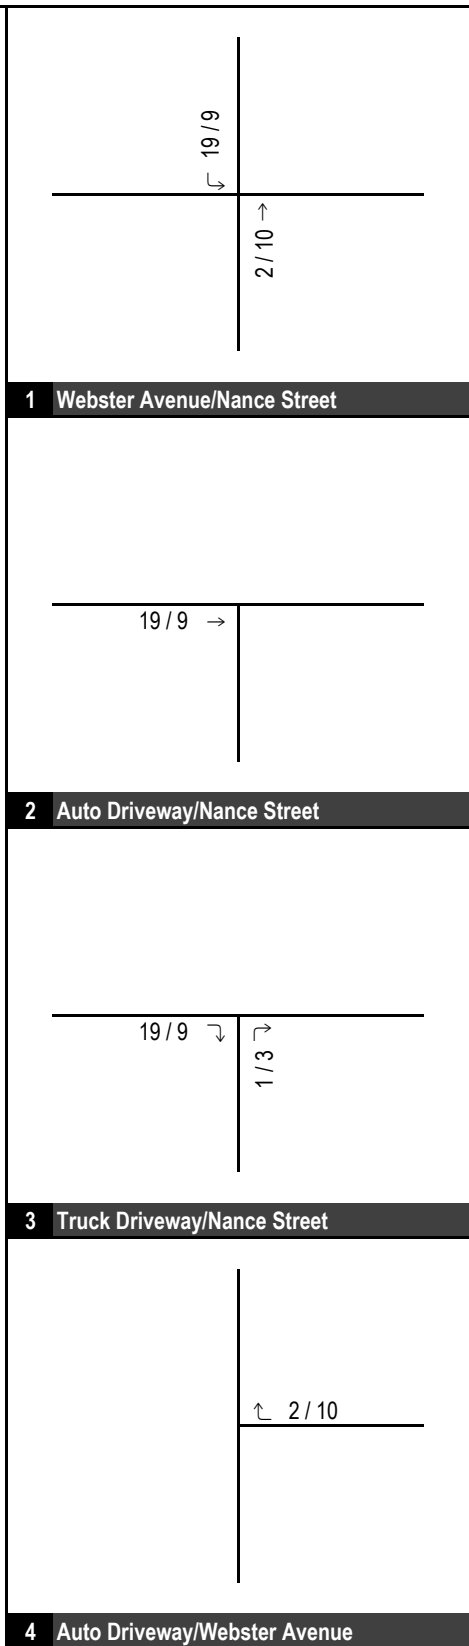 19 / 9
2 / 10
1 Webster Avenue/Nance Street
19 / 9
2 Auto Driveway/Nance Street
19 / 9
1 / 3
3 Truck Driveway/Nance Street
2 / 10
4 Auto Driveway/Webster Avenue